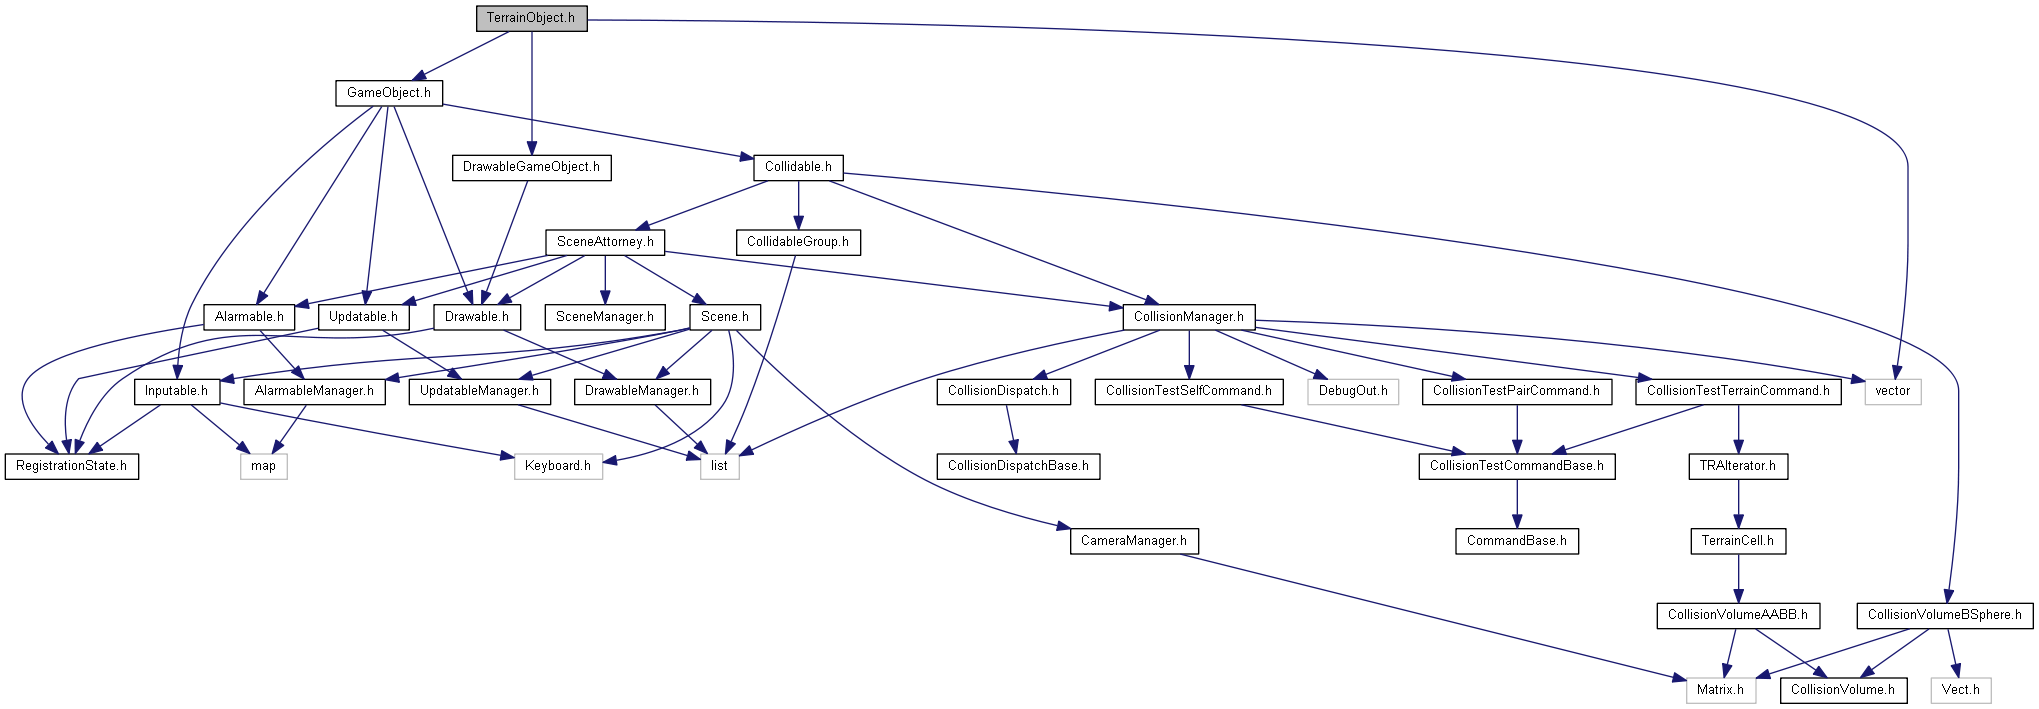 TerrainObject.h
GameObject.h
DrawableGameObject.h
Collidable.h
SceneAttorney.h
CollidableGroup.h
Alarmable.h
Updatable.h
Drawable.h
SceneManager.h
Scene.h
CollisionManager.h
Inputable.h
AlarmableManager.h
UpdatableManager.h
DrawableManager.h
CollisionDispatch.h
CollisionTestSelfCommand.h
DebugOut.h
CollisionTestPairCommand.h
CollisionTestTerrainCommand.h
vector
RegistrationState.h
map
Keyboard.h
list
CollisionDispatchBase.h
CollisionTestCommandBase.h
TRAIterator.h
CameraManager.h
CommandBase.h
TerrainCell.h
CollisionVolumeAABB.h
CollisionVolumeBSphere.h
Matrix.h
CollisionVolume.h
Vect.h